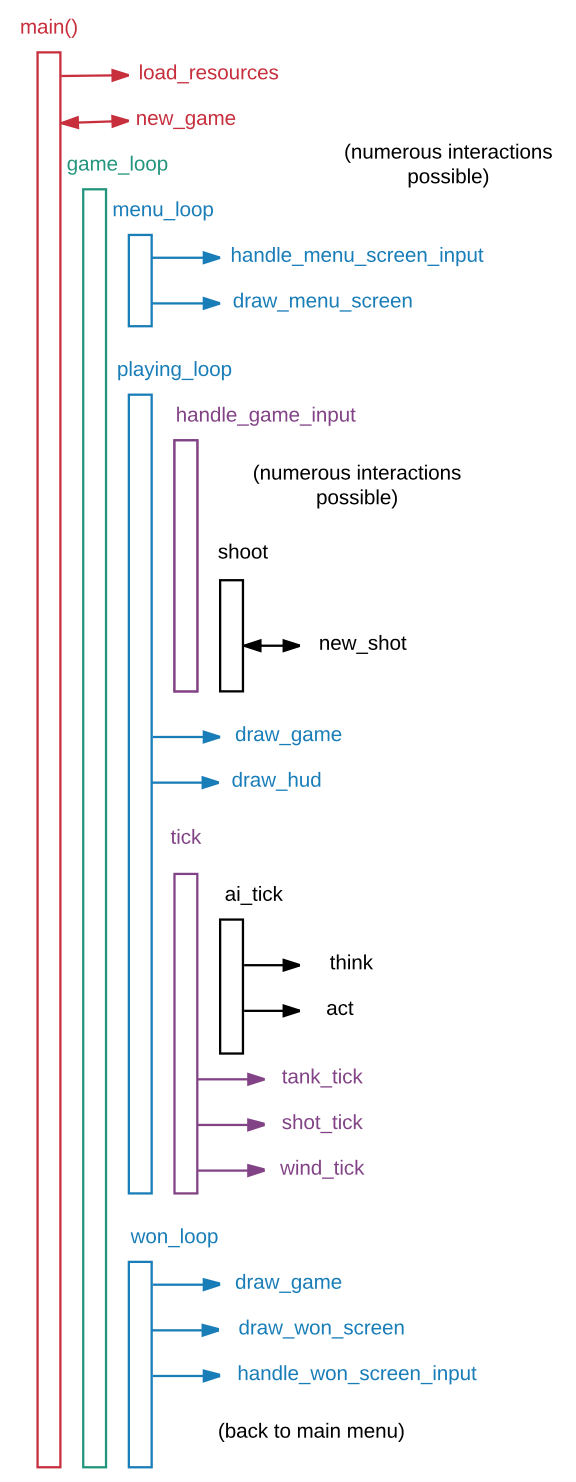 main()
load_resources
new_game
(numerous interactions
possible)
game_loop
menu_loop
handle_menu_screen_input
draw_menu_screen
playing_loop
handle_game_input
(numerous interactions
possible)
shoot
new_shot
draw_game
draw_hud
tick
ai_tick
think
act
tank_tick
shot_tick
wind_tick
won_loop
draw_game
draw_won_screen
handle_won_screen_input
(back to main menu)